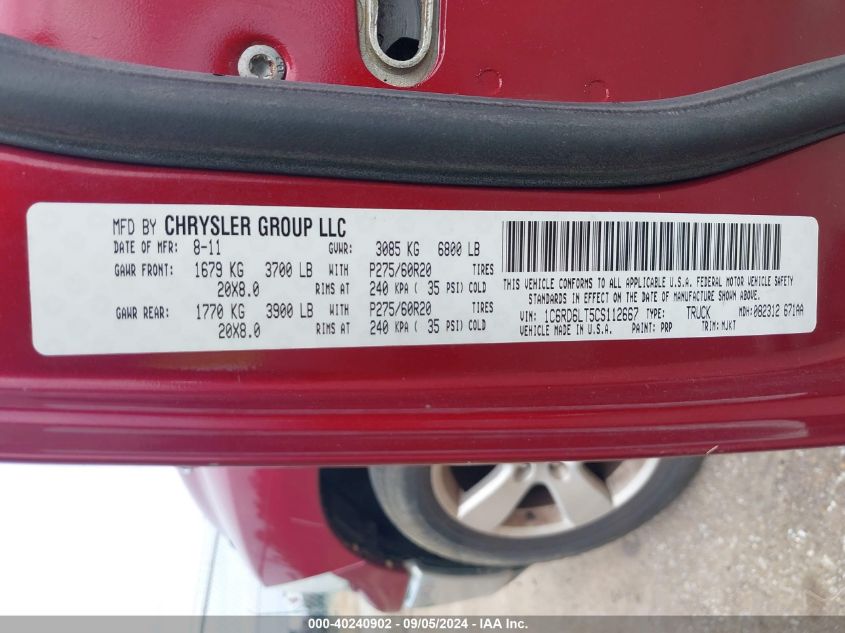 MFD BY CHRYSLER GROUP LLC
DATE OF MFR: 8-11 GVWR: 3085 KG 6800 LB
GAWR FRONT: 1679 KG 3700 LB WITH P275/60R20 TIRES
20X8.0 RIMS AT 240 KPA ( 35 PSI) COLD
GAWR REAR: 1770 KG 3900 LB WITH P275/60R20 TIRES
20X8.0 RIMS AT 240 KPA ( 35 PSI) COLD
THIS VEHICLE CONFORMS TO ALL APPLICABLE U.S.A. FEDERAL MOTOR VEHICLE SAFETY
STANDARDS IN EFFECT ON THE DATE OF MANUFACTURE SHOWN ABOVE.
VIN: 1C6RD6LT5CS112667 TYPE: TRUCK MDH:082312 671AA
VEHICLE MADE IN U.S.A. PAINT: PRP TRIM: MJKT
000-40240902 - 09/05/2024 - IAA Inc.